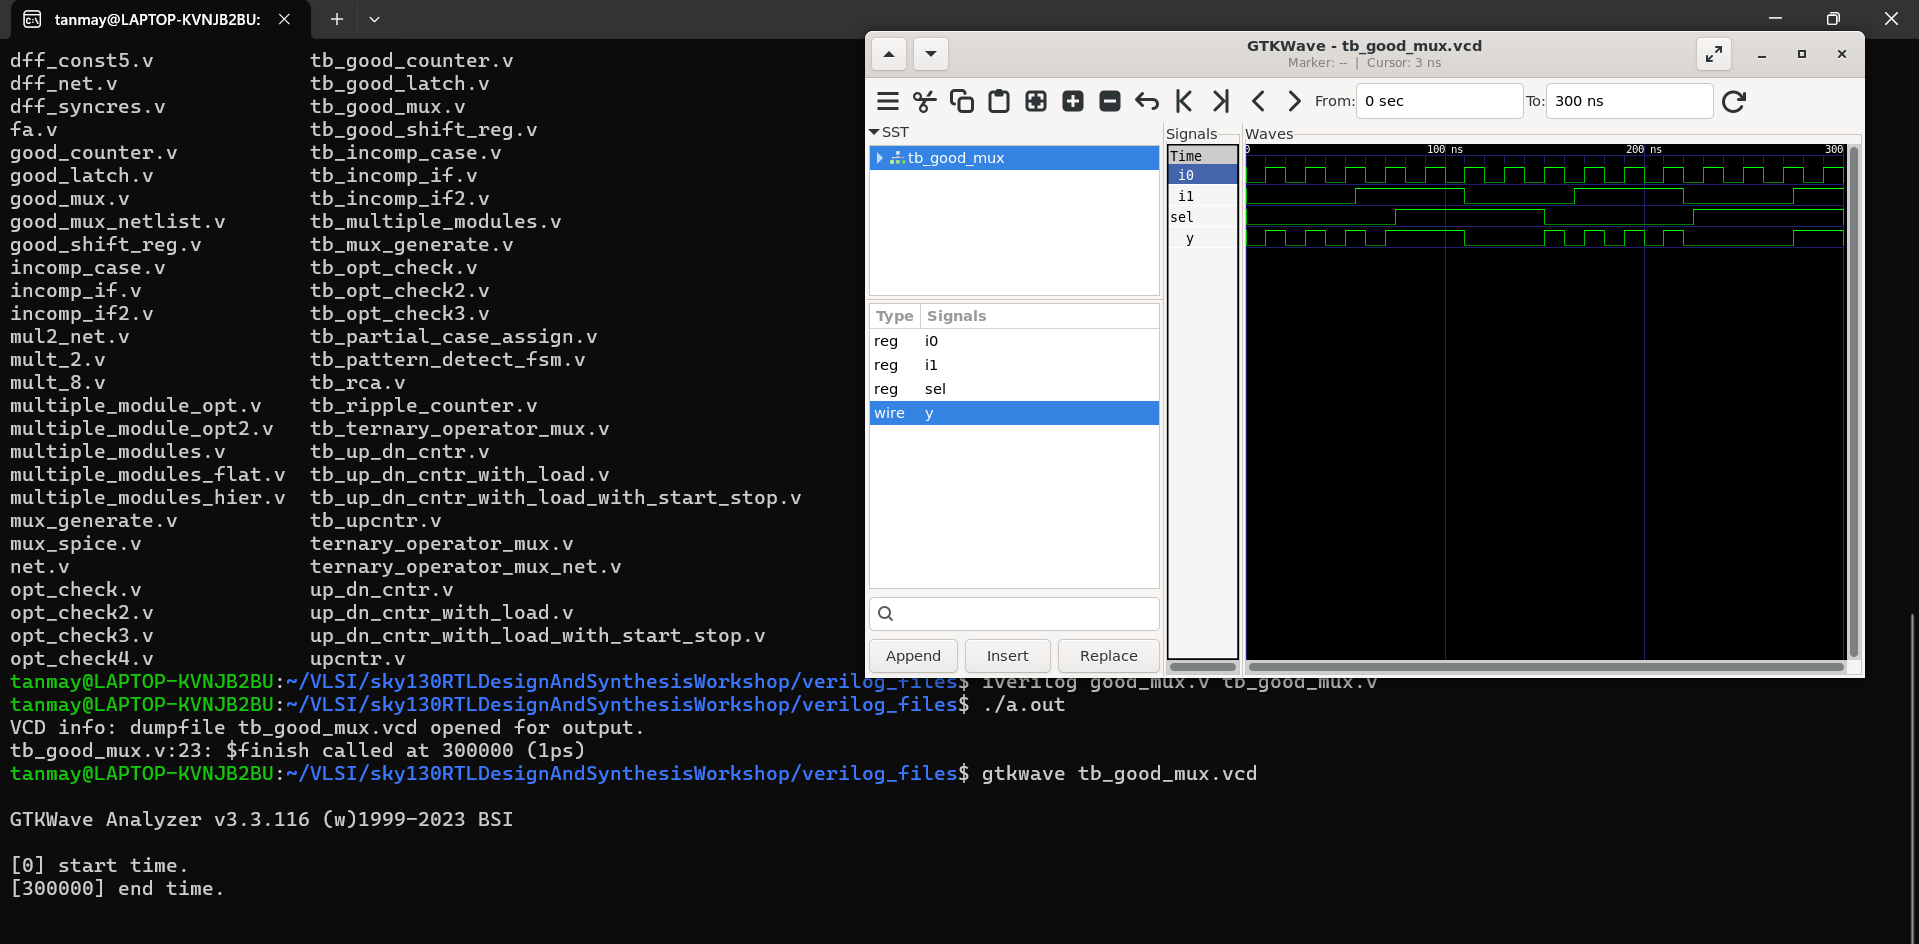 tanmay@LAPTOP-KVNJB2BU:
dff_const5.v tb_good_counter.v
dff_net.v tb_good_latch.v
dff_syncres.v tb_good_mux.v
fa.v tb_good_shift_reg.v
good_counter.v tb_incomp_case.v
good_latch.v tb_incomp_if.v
good_mux.v tb_incomp_if2.v
good_mux_netlist.v tb_multiple_modules.v
good_shift_reg.v tb_mux_generate.v
incomp_case.v tb_opt_check.v
incomp_if.v tb_opt_check2.v
incomp_if2.v tb_opt_check3.v
mul2_net.v tb_partial_case_assign.v
mult_2.v tb_pattern_detect_fsm.v
mult_8.v tb_rca.v
multiple_module_opt.v tb_ripple_counter.v
multiple_module_opt2.v tb_ternary_operator_mux.v
multiple_modules.v tb_up_dn_cntr.v
multiple_modules_flat.v tb_up_dn_cntr_with_load.v
multiple_modules_hier.v tb_up_dn_cntr_with_load_with_start_stop.v
mux_generate.v tb_upcntr.v
mux_spice.v ternary_operator_mux.v
net.v ternary_operator_mux_net.v
opt_check.v up_dn_cntr.v
opt_check2.v up_dn_cntr_with_load.v
opt_check3.v up_dn_cntr_with_load_with_start_stop.v
opt_check4.v upcntr.v
tanmay@LAPTOP-KVNJB2BU:~/VLSI/sky130RTLDesignAndSynthesisWorkshop/verilog_files$ iverilog good_mux.v tb_good_mux.v
tanmay@LAPTOP-KVNJB2BU:~/VLSI/sky130RTLDesignAndSynthesisWorkshop/verilog_files$ ./a.out
VCD info: dumpfile tb_good_mux.vcd opened for output.
tb_good_mux.v:23: $finish called at 300000 (1ps)
tanmay@LAPTOP-KVNJB2BU:~/VLSI/sky130RTLDesignAndSynthesisWorkshop/verilog_files$ gtkwave tb_good_mux.vcd
GTKWave Analyzer v3.3.116 (w)1999-2023 BSI
[0] start time.
[300000] end time.
GTKWave - tb_good_mux.vcd
Marker: -- | Cursor: 3 ns
From: 0 sec To: 300 ns
SST
tb_good_mux
Type Signals
reg i0
reg i1
reg sel
wire y
Append Insert Replace
Signals
Time
i0
i1
sel
y
Waves
0 100 ns 200 ns 300